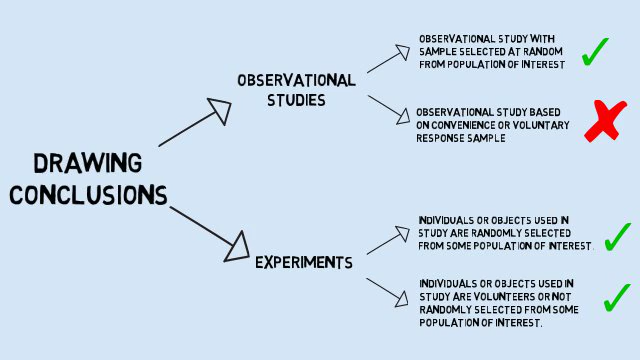 DRAWING
CONCLUSIONS
OBSERVATIONAL
STUDIES
OBSERVATIONAL STUDY WITH
SAMPLE SELECTED AT RANDOM
FROM POPULATION OF INTEREST
OBSERVATIONAL STUDY BASED
ON CONVENIENCE OR VOLUNTARY
RESPONSE SAMPLE
EXPERIMENTS
INDIVIDUALS OR OBJECTS USED IN
STUDY ARE RANDOMLY SELECTED
FROM SOME POPULATION OF INTEREST.
INDIVIDUALS OR OBJECTS USED IN
STUDY ARE VOLUNTEERS OR NOT
RANDOMLY SELECTED FROM SOME
POPULATION OF INTEREST.